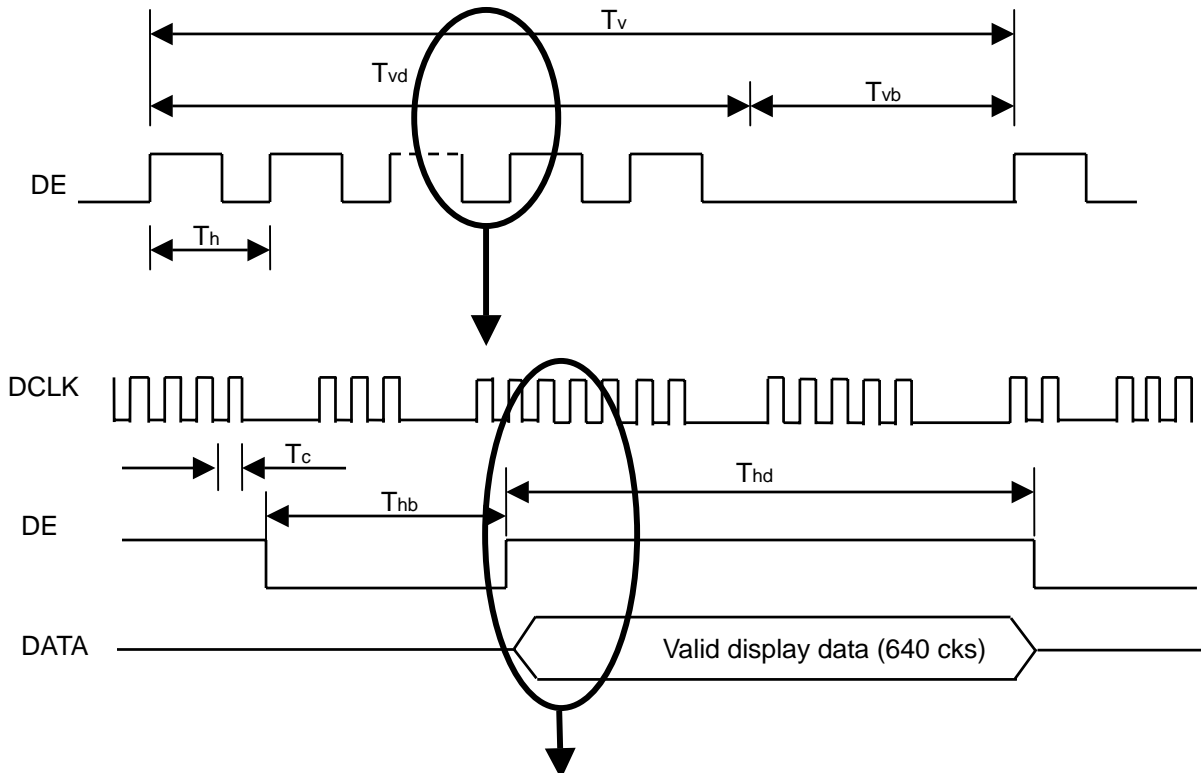 Tv
Tvd
Tvb
DE
Th
DCLK
Tc
Thd
Thb
DE
DATA
Valid display data (640 cks)